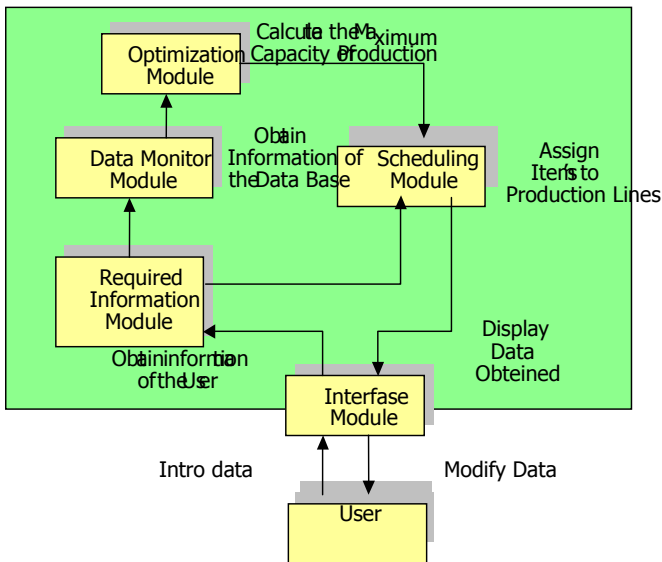 Calculate the Maximum
Capacity of Production
Optimization
Module
Obtain
Information of
the Data Base
Data Monitor
Module
Scheduling
Module
Assign
Item's to
Production Lines
Required
Information
Module
Obtain information
of the User
Display
Data
Obteined
Interfase
Module
Intro data
Modify Data
User